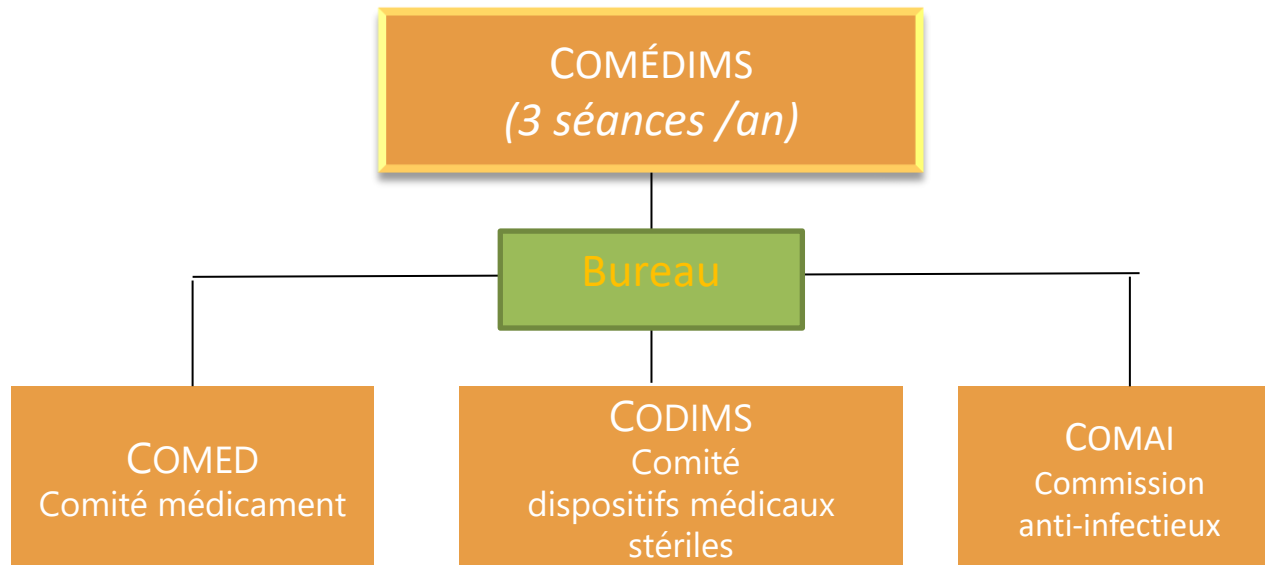 COMÉDIMS
(3 séances /an)
Bureau
COMED
Comité médicament
CODIMS
Comité
dispositifs médicaux
stériles
COMAI
Commission
anti-infectieux